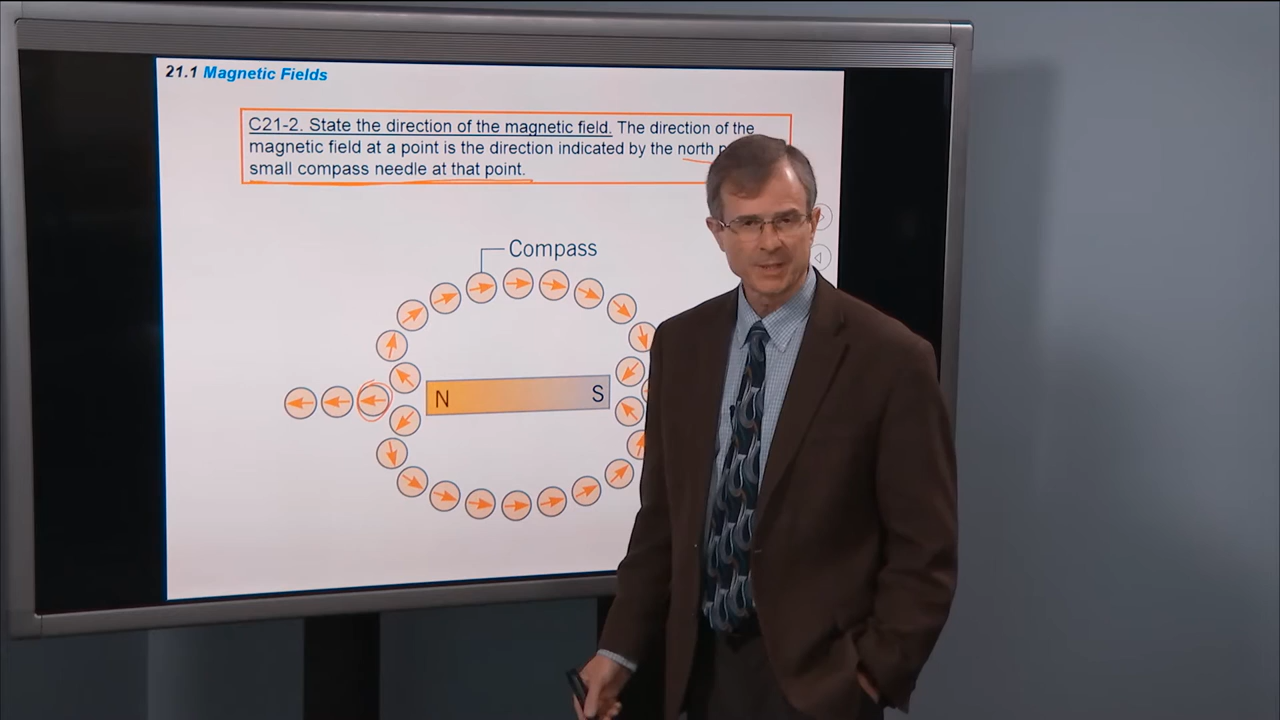 21.1 Magnetic Fields
C21-2. State the direction of the magnetic field. The direction of the
magnetic field at a point is the direction indicated by the north
small compass needle at that point.
Compass
N
S